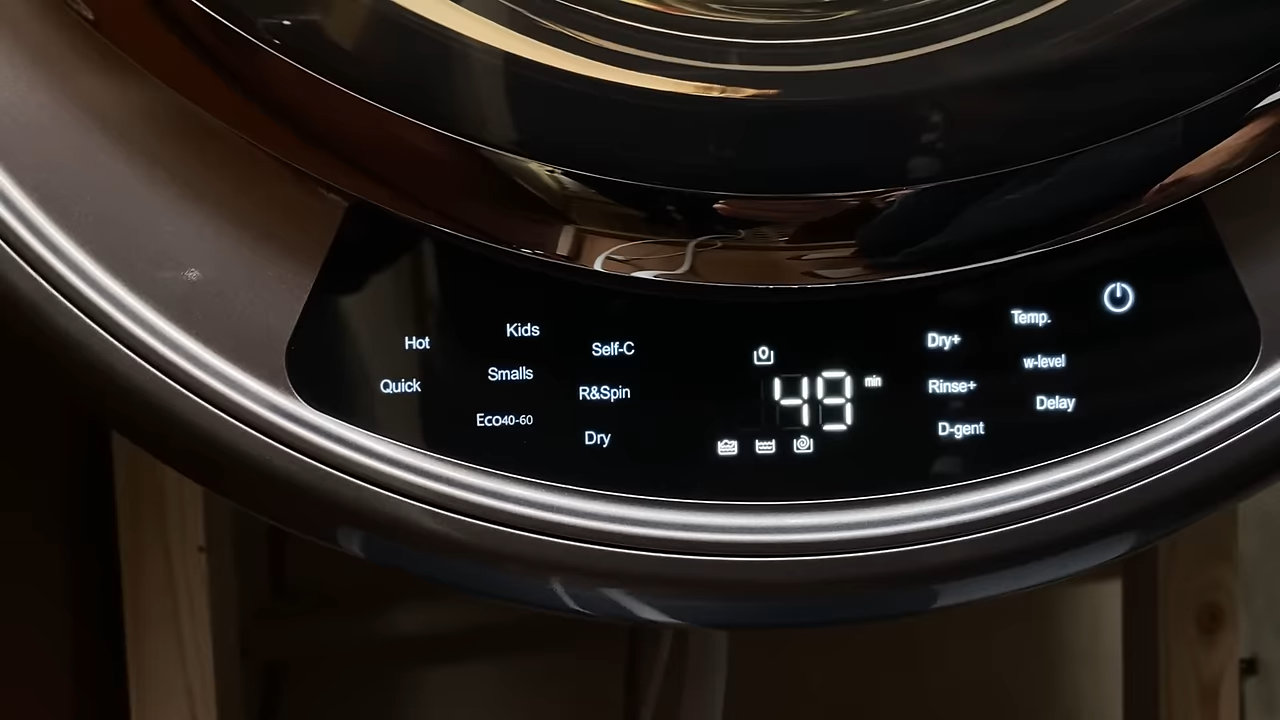 Hot
Quick
Kids
Smalls
Eco40-60
Self-C
R&Spin
Dry
49 min
Dry+
Rinse+
D-gent
Temp.
w-level
Delay